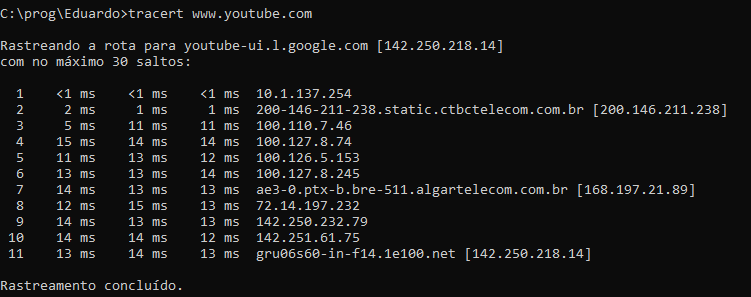 C:\prog\Eduardo>tracert www.youtube.com
Rastreando a rota para youtube-ui.l.google.com [142.250.218.14]
com no máximo 30 saltos:
1 <1 ms <1 ms <1 ms 10.1.137.254
2 2 ms 1 ms 1 ms 200-146-211-238.static.ctbctelecom.com.br [200.146.211.238]
3 5 ms 11 ms 11 ms 100.110.7.46
4 15 ms 14 ms 14 ms 100.127.8.74
5 11 ms 13 ms 12 ms 100.126.5.153
6 13 ms 13 ms 14 ms 100.127.8.245
7 14 ms 13 ms 13 ms ae3-0.ptx-b.bre-511.algartelecom.com.br [168.197.21.89]
8 12 ms 15 ms 13 ms 72.14.197.232
9 14 ms 13 ms 13 ms 142.250.232.79
10 14 ms 14 ms 12 ms 142.251.61.75
11 13 ms 14 ms 13 ms gru06s60-in-f14.1e100.net [142.250.218.14]
Rastreamento concluído.